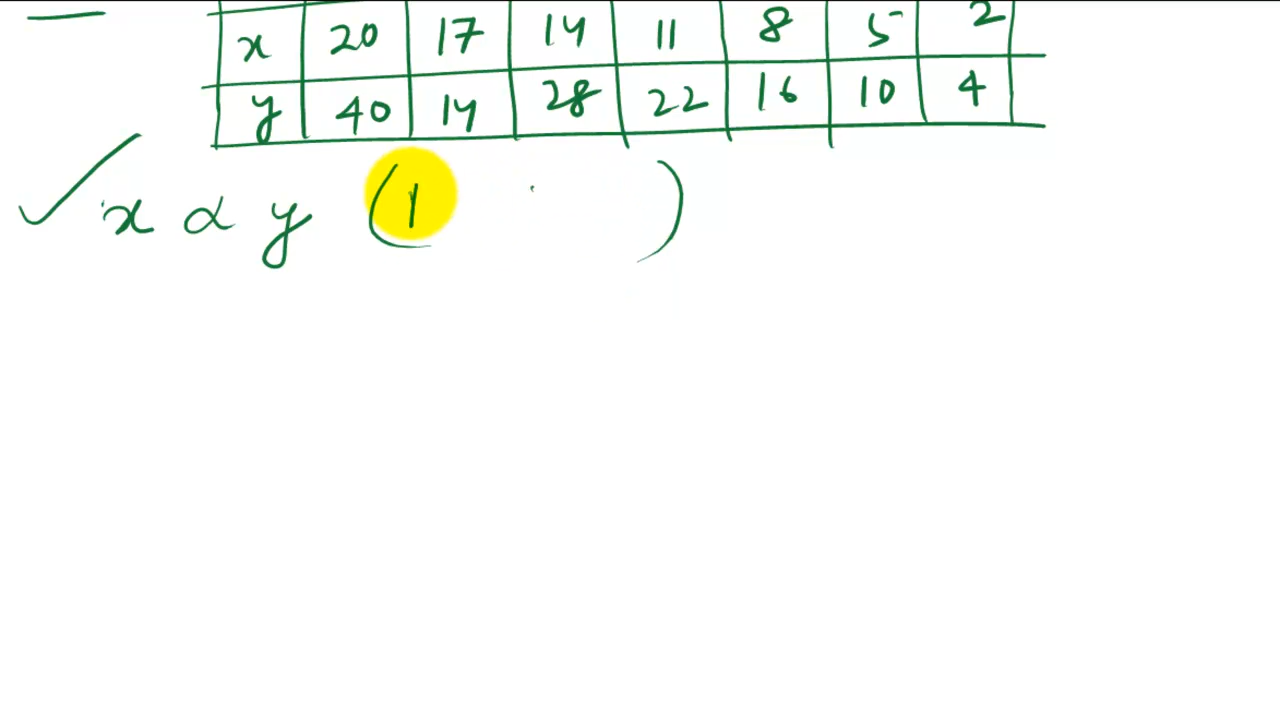 x 20 17 14 11 8 5 2
y 40 14 28 22 16 10 4
x ∝ y (1 )